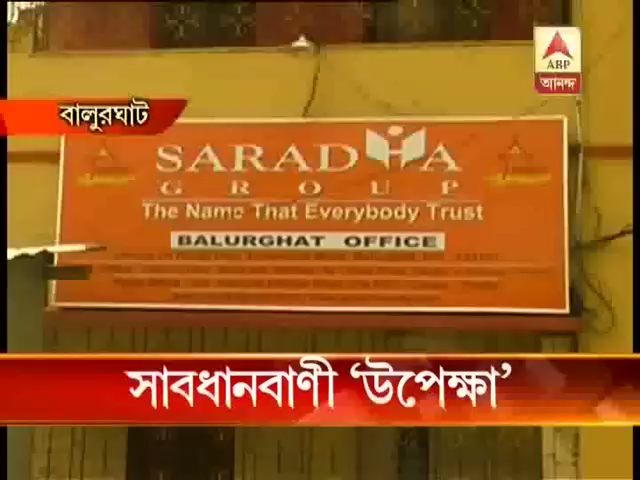 ABP
আনন্দ
বালুরঘাট
SARADHA
GROUP
The Name That Everybody Trust
BALURGHAT OFFICE
সাবধানবাণী ‘উপেক্ষা’